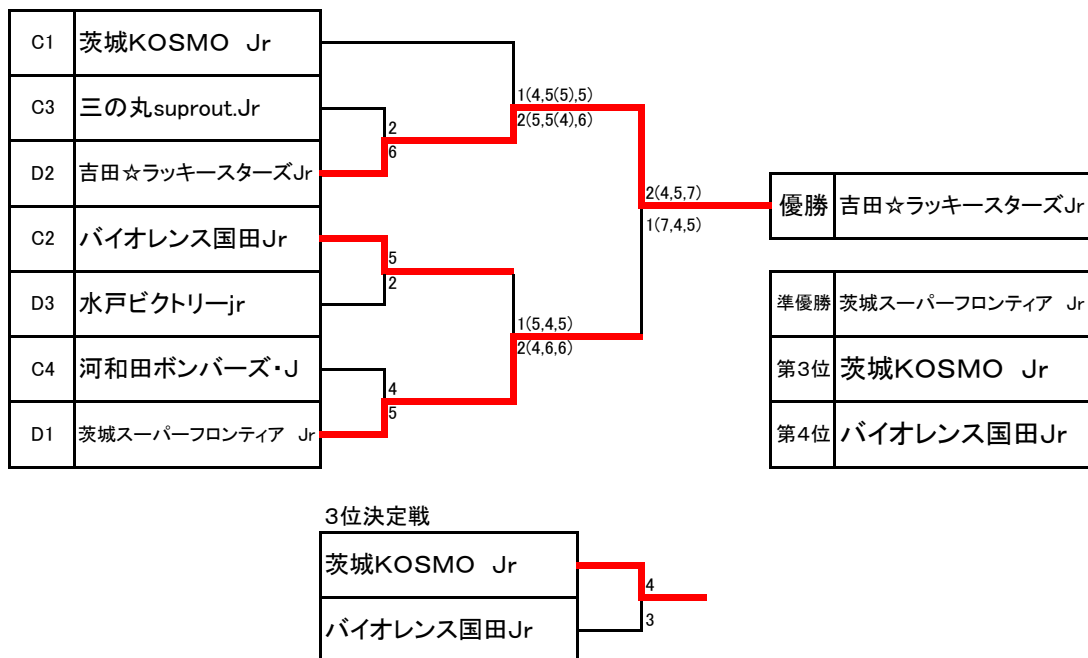 C1 茨城KOSMO Jr
C3 三の丸suprout.Jr
D2 吉田☆ラッキースターズJr
C2 バイオレンス国田Jr
D3 水戸ビクトリーjr
C4 河和田ボンバーズ・J
D1 茨城スーパーフロンティア Jr
2
6
5
2
4
5
1(4,5(5),5)
2(5,5(4),6)
1(5,4,5)
2(4,6,6)
2(4,5,7)
1(7,4,5)
優勝 吉田☆ラッキースターズJr
準優勝 茨城スーパーフロンティア Jr
第3位 茨城KOSMO Jr
第4位 バイオレンス国田Jr
3位決定戦
茨城KOSMO Jr
バイオレンス国田Jr
4
3